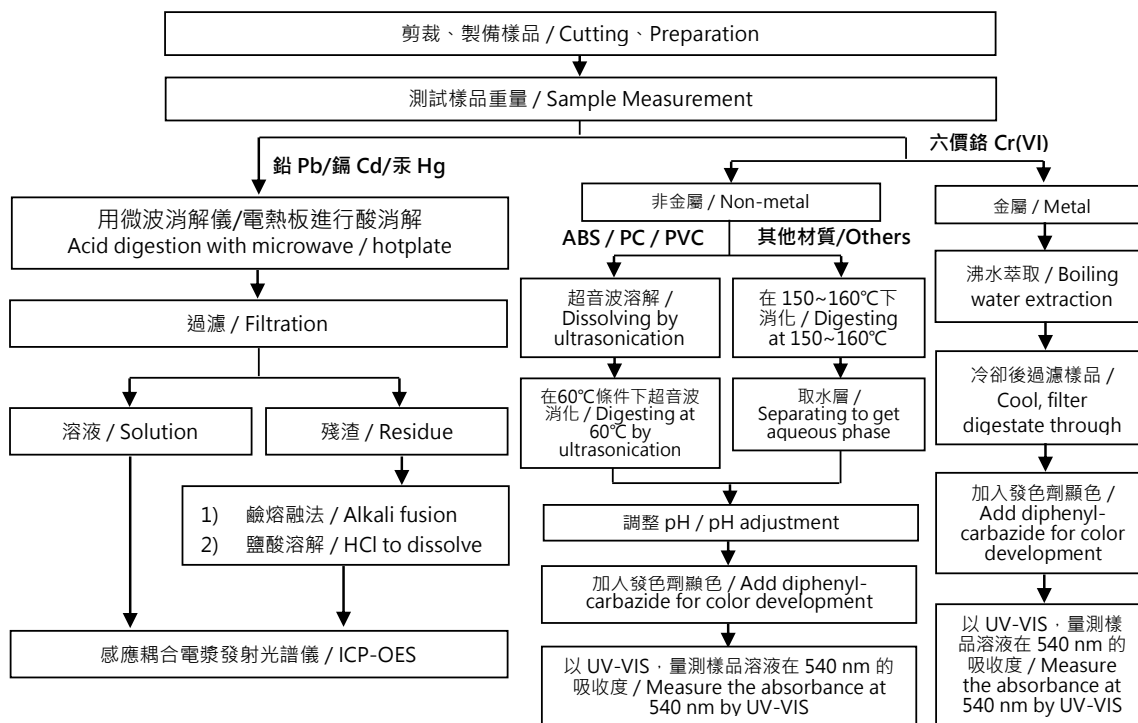 剪裁、製備樣品 / Cutting、Preparation
測試樣品重量 / Sample Measurement
鉛 Pb/鎘 Cd/汞 Hg
六價鉻 Cr(VI)
用微波消解儀/電熱板進行酸消解
Acid digestion with microwave / hotplate
過濾 / Filtration
溶液 / Solution
殘渣 / Residue
1) 鹼熔融法 / Alkali fusion
2) 鹽酸溶解 / HCl to dissolve
感應耦合電漿發射光譜儀 / ICP-OES
非金屬 / Non-metal
ABS / PC / PVC
其他材質/Others
超音波溶解 /
Dissolving by
ultrasonication
在60℃條件下超音波
消化 / Digesting at
60℃ by
ultrasonication
在 150~160℃下
消化 / Digesting
at 150~160℃
取水層 /
Separating to get
aqueous phase
調整 pH / pH adjustment
加入發色劑顯色 / Add diphenyl-
carbazide for color development
以 UV-VIS，量測樣品溶液在 540 nm 的
吸收度 / Measure the absorbance at
540 nm by UV-VIS
金屬 / Metal
沸水萃取 / Boiling
water extraction
冷卻後過濾樣品 /
Cool, filter
digestate through
加入發色劑顯色 /
Add diphenyl-
carbazide for color
development
以 UV-VIS，量測樣
品溶液在 540 nm 的
吸收度 / Measure
the absorbance at
540 nm by UV-VIS